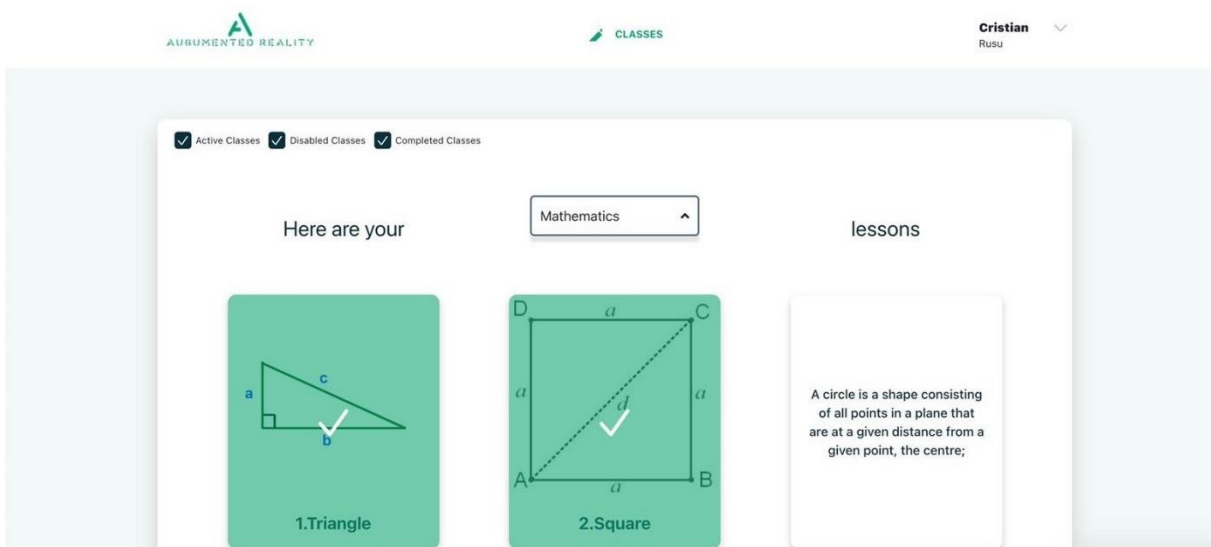 AUGUMENTED REALITY
CLASSES
Cristian
Rusu
Active Classes Disabled Classes Completed Classes
Here are your
Mathematics
lessons
a
c
b
1.Triangle
D a C
a d a
A a B
2.Square
A circle is a shape consisting
of all points in a plane that
are at a given distance from a
given point, the centre;